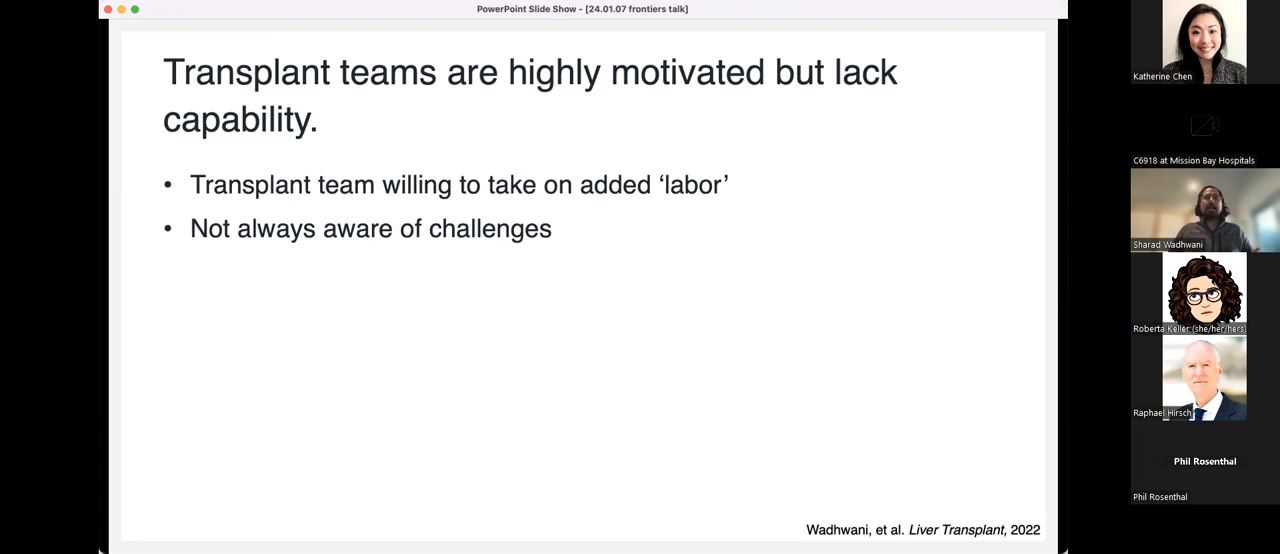 PowerPoint Slide Show - [24.01.07 frontiers talk]
Transplant teams are highly motivated but lack
capability.
• Transplant team willing to take on added ‘labor’
• Not always aware of challenges
Wadhwani, et al. Liver Transplant, 2022
Katherine Chen
C6918 at Mission Bay Hospitals
Sharad Wadhwani
Roberta Keller (she/her/hers)
Raphael Hirsch
Phil Rosenthal
Phil Rosenthal